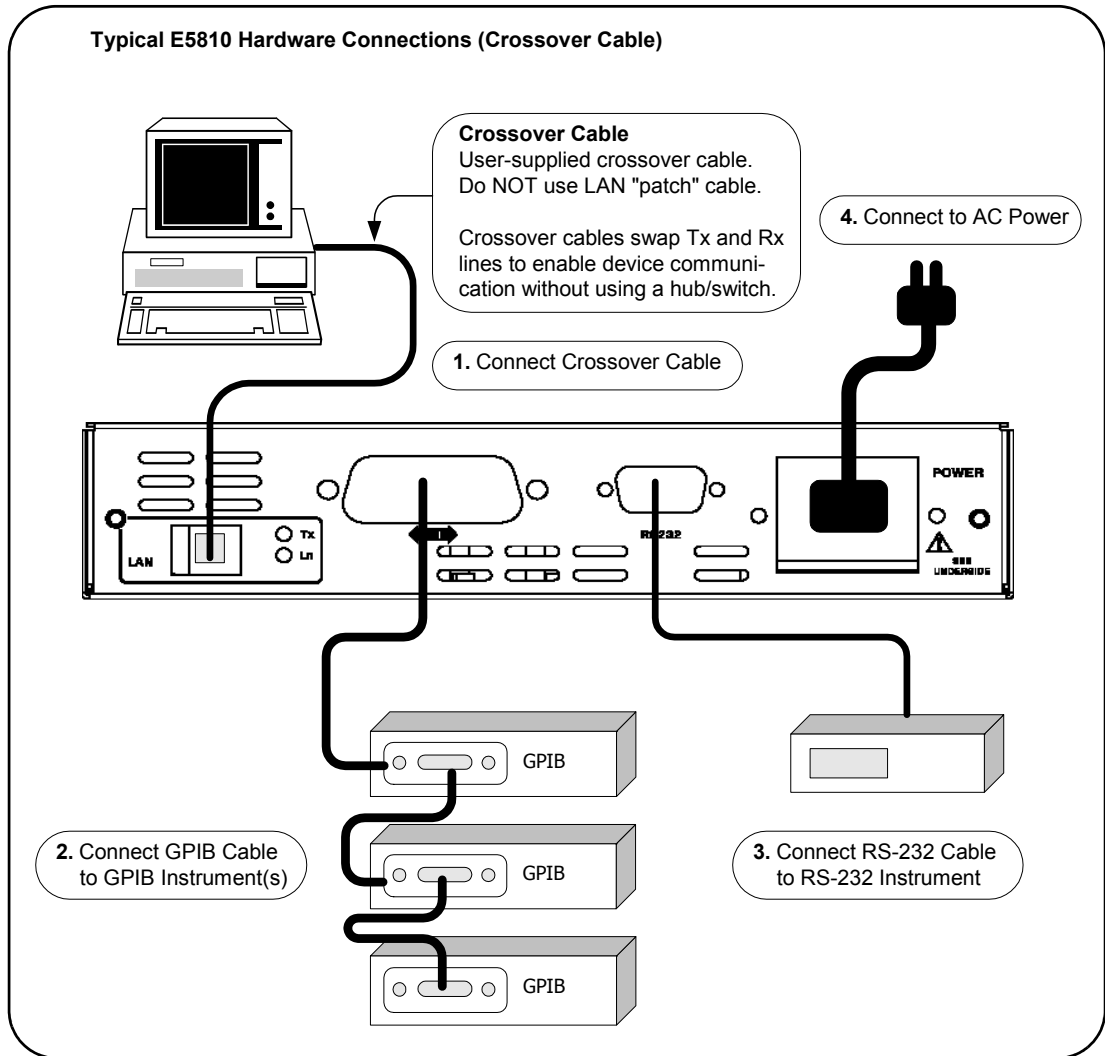 Typical E5810 Hardware Connections (Crossover Cable)
Crossover Cable
User-supplied crossover cable.
Do NOT use LAN "patch" cable.
Crossover cables swap Tx and Rx
lines to enable device communi-
cation without using a hub/switch.
4. Connect to AC Power
1. Connect Crossover Cable
POWER
Tx
Ln
LAN
RS232
SEE
UNDERSIDE
GPIB
GPIB
GPIB
2. Connect GPIB Cable
to GPIB Instrument(s)
3. Connect RS-232 Cable
to RS-232 Instrument